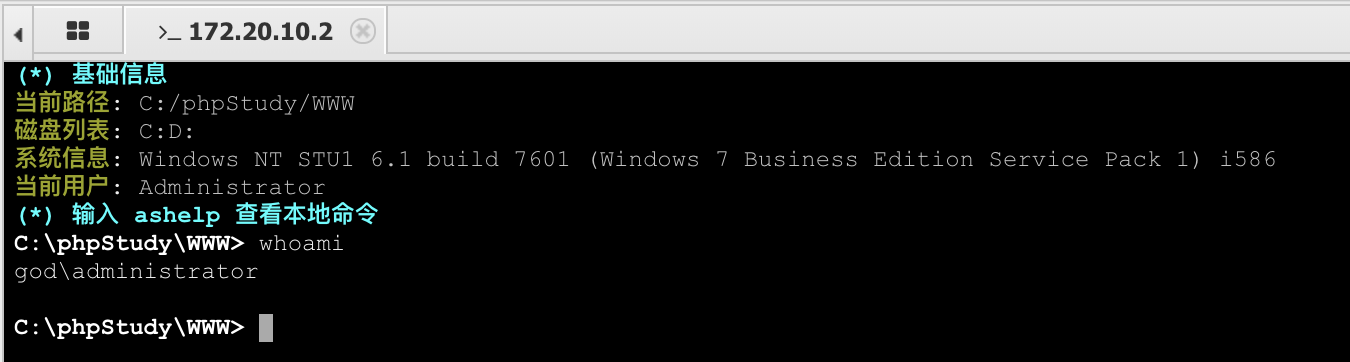 >_ 172.20.10.2
(*) 基础信息
当前路径: C:/phpStudy/WWW
磁盘列表: C:D:
系统信息: Windows NT STU1 6.1 build 7601 (Windows 7 Business Edition Service Pack 1) i586
当前用户: Administrator
(*) 输入 ashelp 查看本地命令
C:\phpStudy\WWW> whoami
god\administrator
C:\phpStudy\WWW>